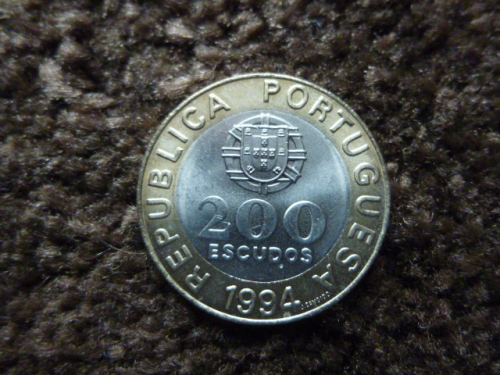 REPUBLICA PORTUGUESA
200
ESCUDOS
1994